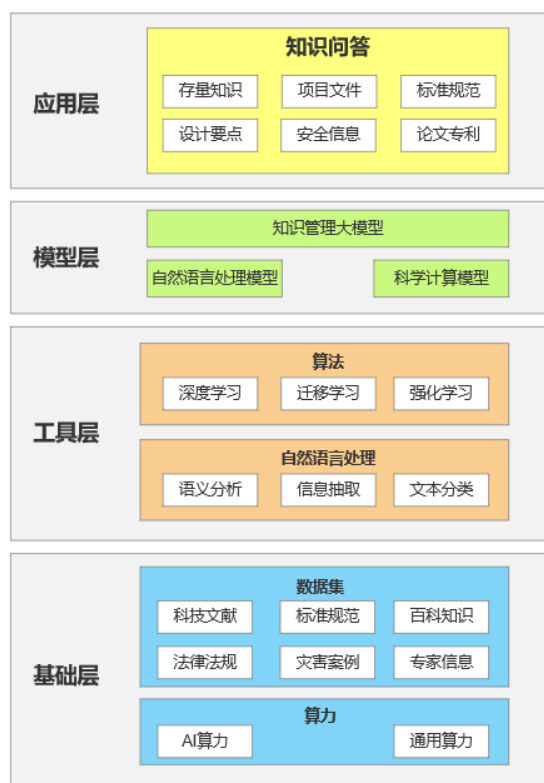 应用层
知识问答
存量知识 项目文件 标准规范
设计要点 安全信息 论文专利
模型层
知识管理大模型
自然语言处理模型 科学计算模型
工具层
算法
深度学习 迁移学习 强化学习
自然语言处理
语义分析 信息抽取 文本分类
基础层
数据集
科技文献 标准规范 百科知识
法律法规 灾害案例 专家信息
算力
AI算力 通用算力